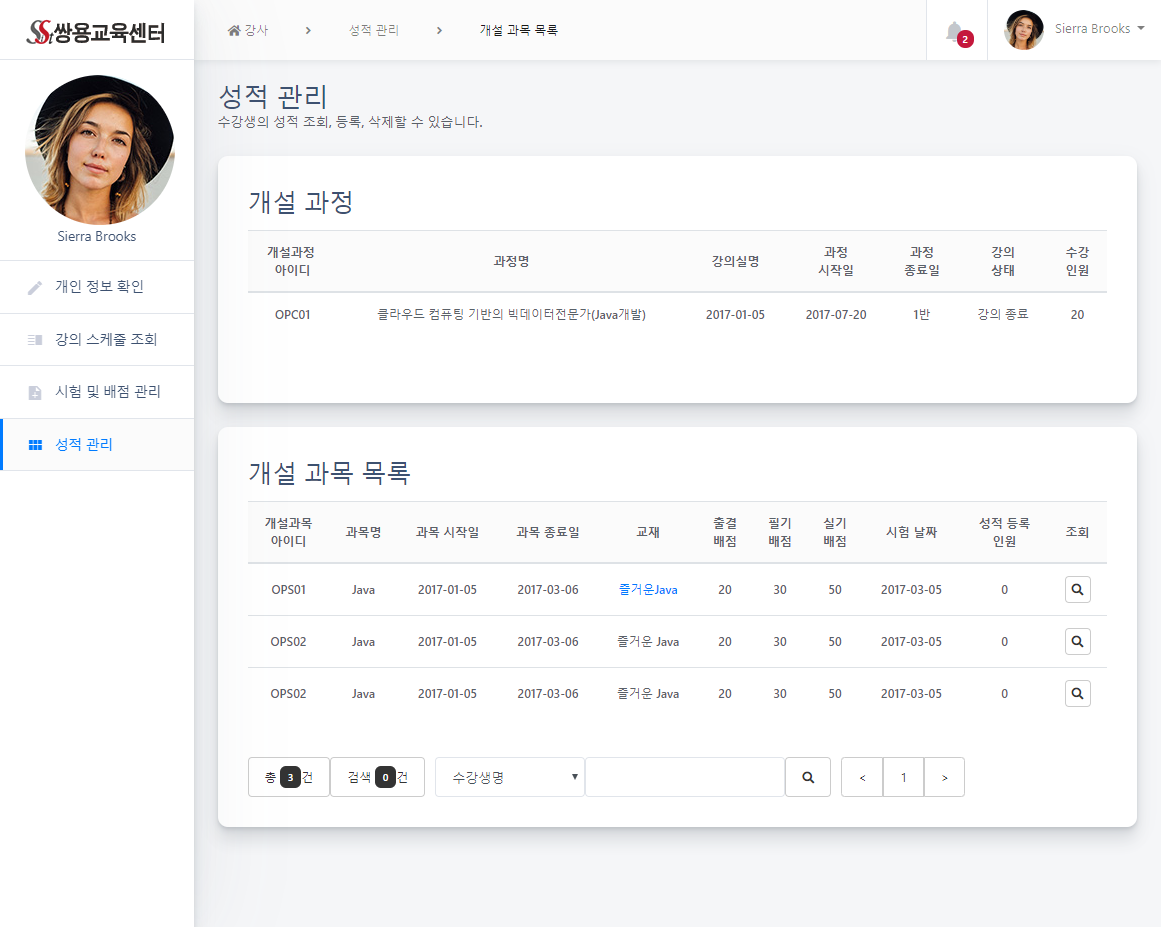 쌍용교육센터
강사 > 성적 관리 > 개설 과목 목록
2
Sierra Brooks
Sierra Brooks
개인 정보 확인
강의 스케줄 조회
시험 및 배점 관리
성적 관리
성적 관리
수강생의 성적 조회, 등록, 삭제할 수 있습니다.
개설 과정
개설과정 아이디 과정명 강의실명 과정 시작일 과정 종료일 강의 상태 수강 인원
OPC01 클라우드 컴퓨팅 기반의 빅데이터전문가(Java개발) 2017-01-05 2017-07-20 1반 강의 종료 20
개설 과목 목록
개설과목 아이디 과목명 과목 시작일 과목 종료일 교재 출결 배점 필기 배점 실기 배점 시험 날짜 성적 등록 인원 조회
OPS01 Java 2017-01-05 2017-03-06 즐거운Java 20 30 50 2017-03-05 0
OPS02 Java 2017-01-05 2017-03-06 즐거운 Java 20 30 50 2017-03-05 0
OPS02 Java 2017-01-05 2017-03-06 즐거운 Java 20 30 50 2017-03-05 0
총 3 건 검색 0 건 수강생명 < 1 >